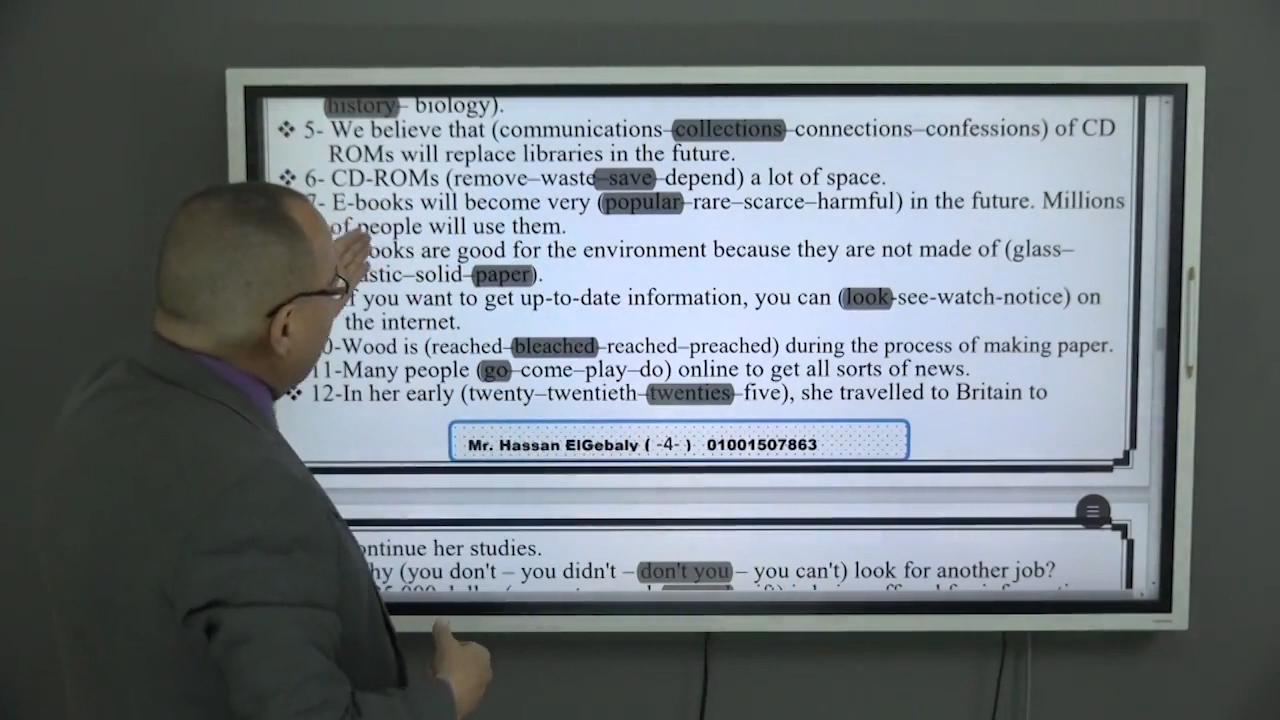 history– biology).
❖ 5- We believe that (communications–collections–connections–confessions) of CD
ROMs will replace libraries in the future.
❖ 6- CD-ROMs (remove–waste–save–depend) a lot of space.
7- E-books will become very (popular–rare–scarce–harmful) in the future. Millions
of people will use them.
books are good for the environment because they are not made of (glass–
–solid–paper).
you want to get up-to-date information, you can (look-see-watch-notice) on
the internet.
0-Wood is (reached–bleached–reached–preached) during the process of making paper.
11-Many people (go–come–play–do) online to get all sorts of news.
❖ 12-In her early (twenty–twentieth–twenties–five), she travelled to Britain to
Mr. Hassan ElGebaly ( -4- ) 01001507863
her studies.
(you don't – you didn't – don't you – you can't) look for another job?